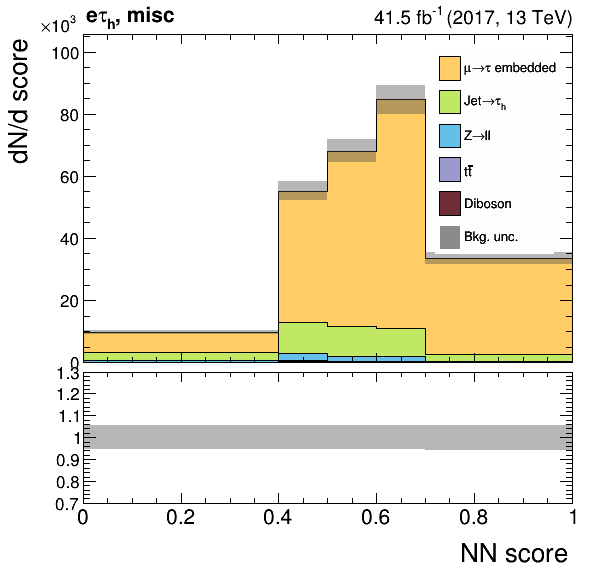 ×10³ eτh, misc 41.5 fb⁻¹ (2017, 13 TeV)
dN/d score
100
80
60
40
20
0
μ→τ embedded
Jet→τh
Z→ll
tt̅
Diboson
Bkg. unc.
1.3
1.2
1.1
1
0.9
0.8
0.7
0 0.2 0.4 0.6 0.8 1
NN score